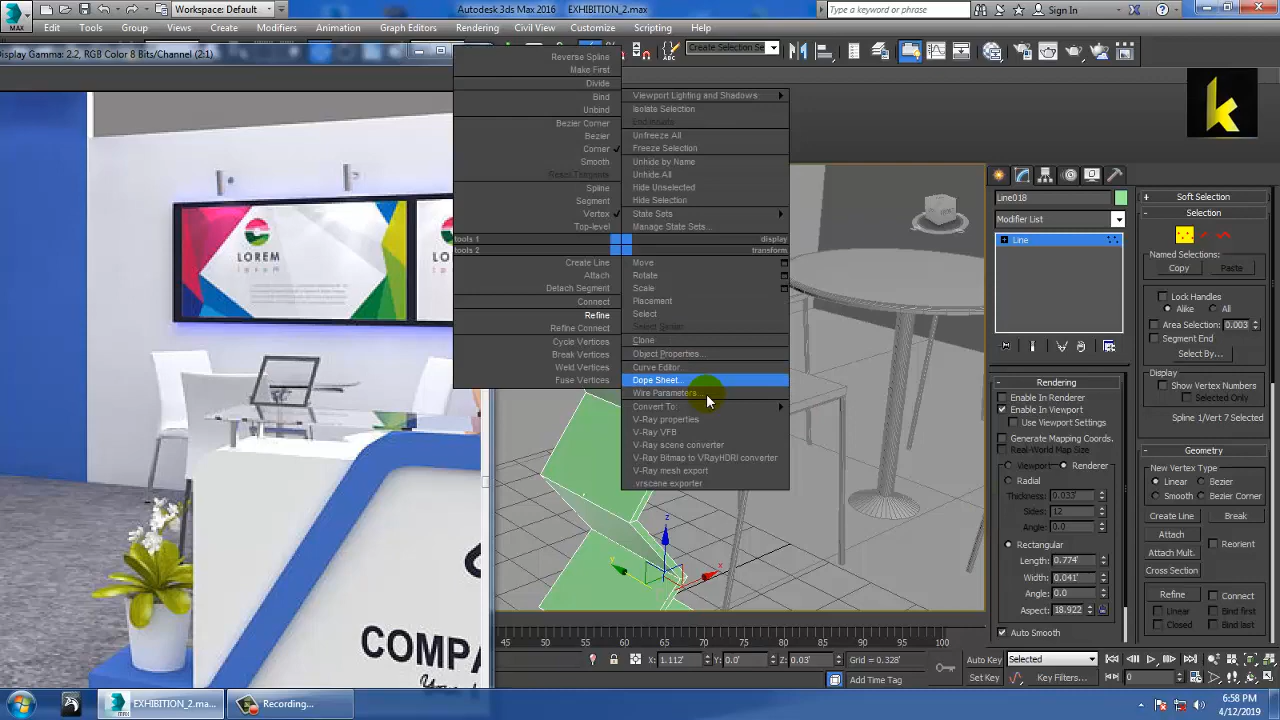 Workspace: Default
Autodesk 3ds Max 2016 EXHIBITION_2.max
Type a keyword or phrase
Sign In
MAX
Edit Tools Group Views Create Modifiers Animation Graph Editors Rendering Civil View Customize Scripting Help
Display Gamma: 2.2, RGB Color 8 Bits/Channel (2:1)
Create Selection Se
ABC
Reverse Spline
Make First
Divide
Bind
Unbind
Bezier Corner
Bezier
Corner
Smooth
Reset Tangents
Spline
Segment
Vertex
Top-level
tools 1
tools 2
Create Line
Attach
Detach Segment
Connect
Refine
Refine Connect
Cycle Vertices
Break Vertices
Weld Vertices
Fuse Vertices
Viewport Lighting and Shadows
Isolate Selection
End Isolate
Unfreeze All
Freeze Selection
Unhide by Name
Unhide All
Hide Unselected
Hide Selection
State Sets
Manage State Sets...
display
transform
Move
Rotate
Scale
Placement
Select
Select Similar
Clone
Object Properties...
Curve Editor...
Dope Sheet...
Wire Parameters...
Convert To:
V-Ray properties
V-Ray VFB
V-Ray scene converter
V-Ray Bitmap to VRayHDRI converter
V-Ray mesh export
.vrscene exporter
LOREM
LOREM
COMPA
k
x
y
z
Line018
Modifier List
Line
Rendering
Enable In Renderer
Enable In Viewport
Use Viewport Settings
Generate Mapping Coords.
Real-World Map Size
Viewport Renderer
Radial
Thickness: 0.033'
Sides: 12
Angle: 0.0
Rectangular
Length: 0.774'
Width: 0.041'
Angle: 0.0
Aspect: 18.922
Auto Smooth
Soft Selection
Selection
Named Selections:
Copy Paste
Lock Handles
Alike All
Area Selection: 0.003'
Segment End
Select By...
Display
Show Vertex Numbers
Selected Only
Spline 1/Vert 7 Selected
Geometry
New Vertex Type
Linear Bezier
Smooth Bezier Corner
Create Line Break
Attach Reorient
Attach Mult.
Cross Section
Refine Connect
Linear Bind first
Closed Bind last
45 50 55 60 65 70 75 80 85 90 95 100
X: 1.112' Y: 0.0' Z: 0.03' Grid = 0.328'
Add Time Tag
Auto Key Selected
Set Key Key Filters...
0
EXHIBITION_2.ma...
Recording...
6:58 PM
4/12/2019